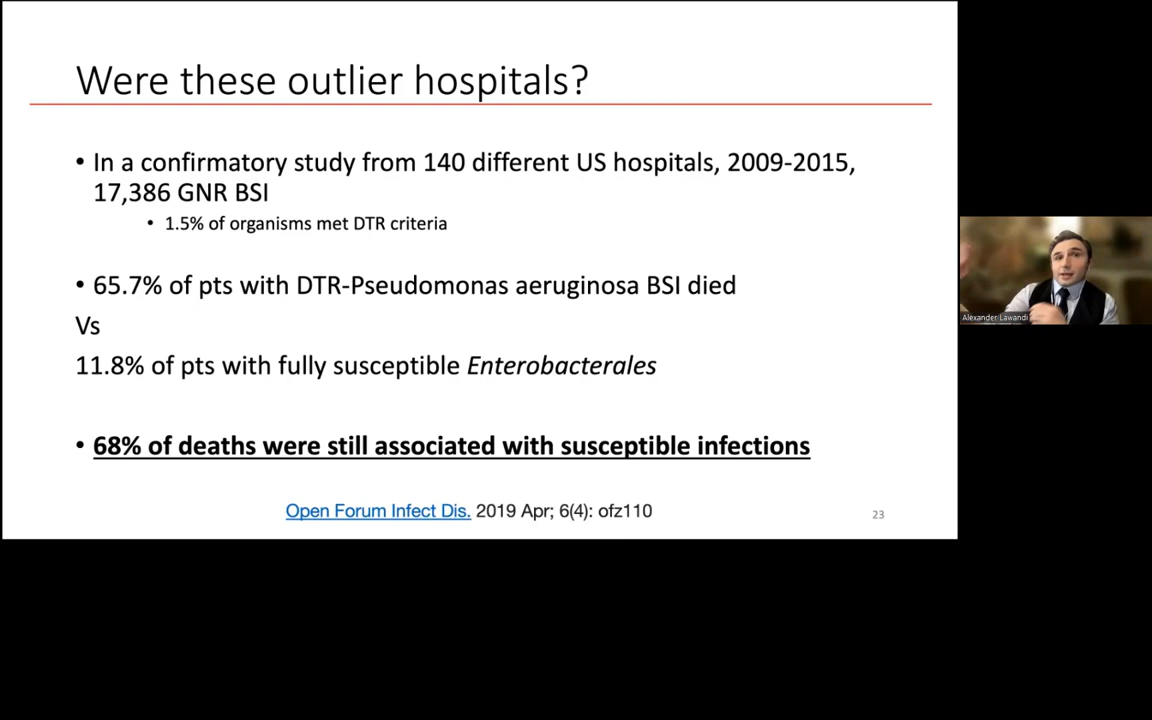 Were these outlier hospitals?
• In a confirmatory study from 140 different US hospitals, 2009-2015,
17,386 GNR BSI
• 1.5% of organisms met DTR criteria
• 65.7% of pts with DTR-Pseudomonas aeruginosa BSI died
Vs
11.8% of pts with fully susceptible Enterobacterales
• 68% of deaths were still associated with susceptible infections
Open Forum Infect Dis. 2019 Apr; 6(4): ofz110
23
Alexander Lawandi